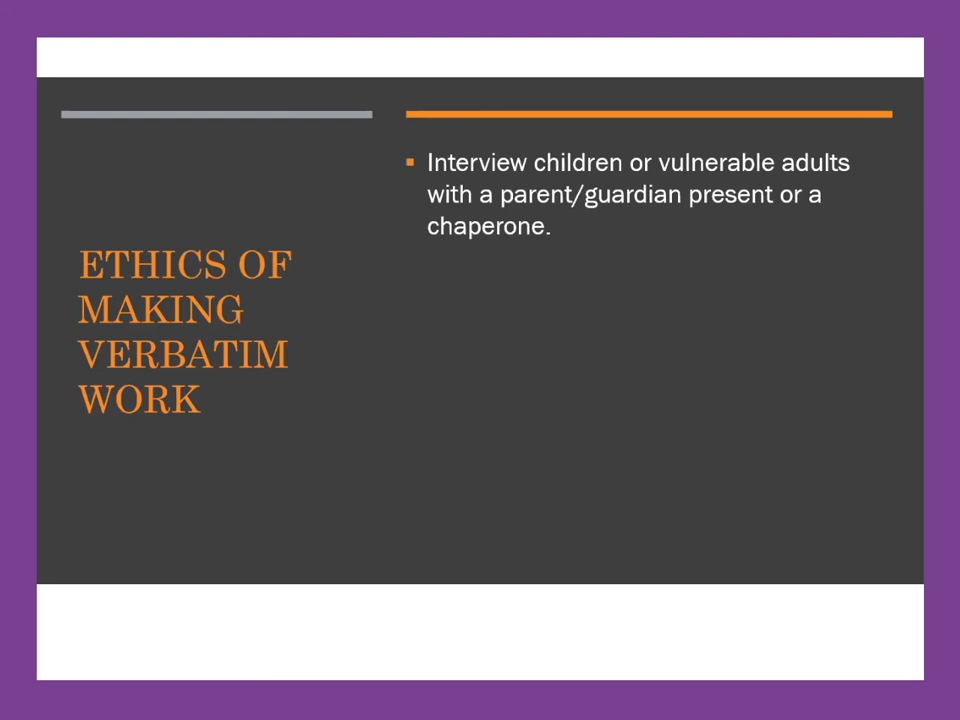 ETHICS OF
MAKING
VERBATIM
WORK
▪ Interview children or vulnerable adults
with a parent/guardian present or a
chaperone.